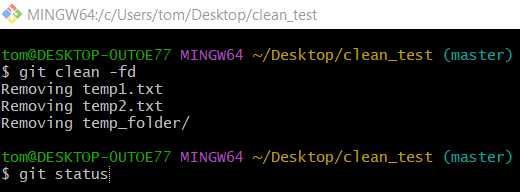 MINGW64:/c/Users/tom/Desktop/clean_test
tom@DESKTOP-OUTOE77 MINGW64 ~/Desktop/clean_test (master)
$ git clean -fd
Removing temp1.txt
Removing temp2.txt
Removing temp_folder/
tom@DESKTOP-OUTOE77 MINGW64 ~/Desktop/clean_test (master)
$ git status